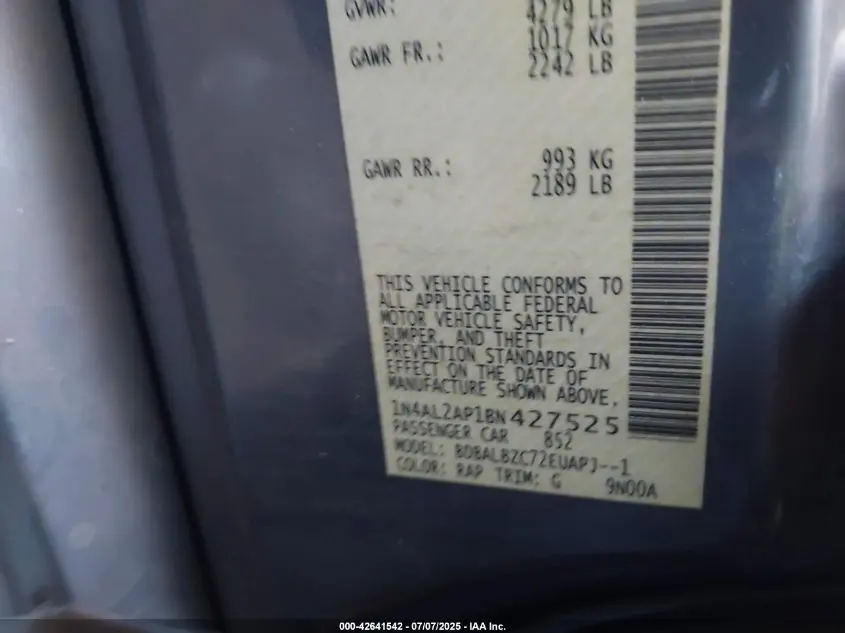 GVWR: 4279 LB
1017 KG
GAWR FR.: 2242 LB
993 KG
GAWR RR.: 2189 LB
THIS VEHICLE CONFORMS TO
ALL APPLICABLE FEDERAL
MOTOR VEHICLE SAFETY,
BUMPER, AND THEFT
PREVENTION STANDARDS IN
EFFECT ON THE DATE OF
MANUFACTURE SHOWN ABOVE.
1N4AL2AP1BN427525
PASSENGER CAR 852
MODEL: BDBALBZC72EUAPJ--1
COLOR: RAP TRIM: G 9N00A
000-42641542 - 07/07/2025 - IAA Inc.